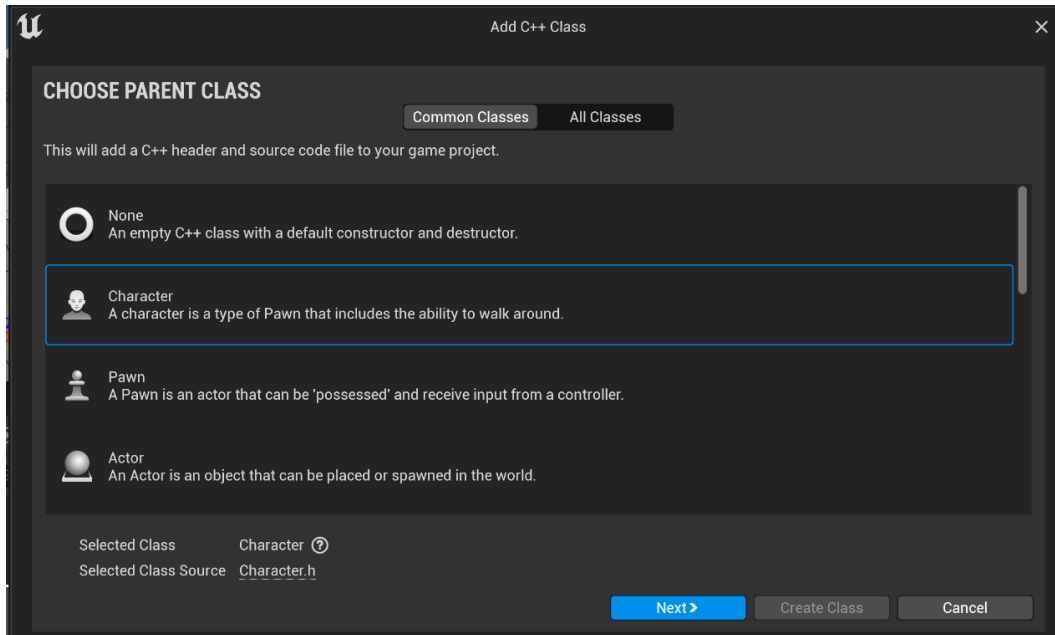 Add C++ Class
CHOOSE PARENT CLASS
Common Classes
All Classes
This will add a C++ header and source code file to your game project.
None
An empty C++ class with a default constructor and destructor.
Character
A character is a type of Pawn that includes the ability to walk around.
Pawn
A Pawn is an actor that can be 'possessed' and receive input from a controller.
Actor
An Actor is an object that can be placed or spawned in the world.
Selected Class Character
Selected Class Source Character.h
Next
Create Class
Cancel